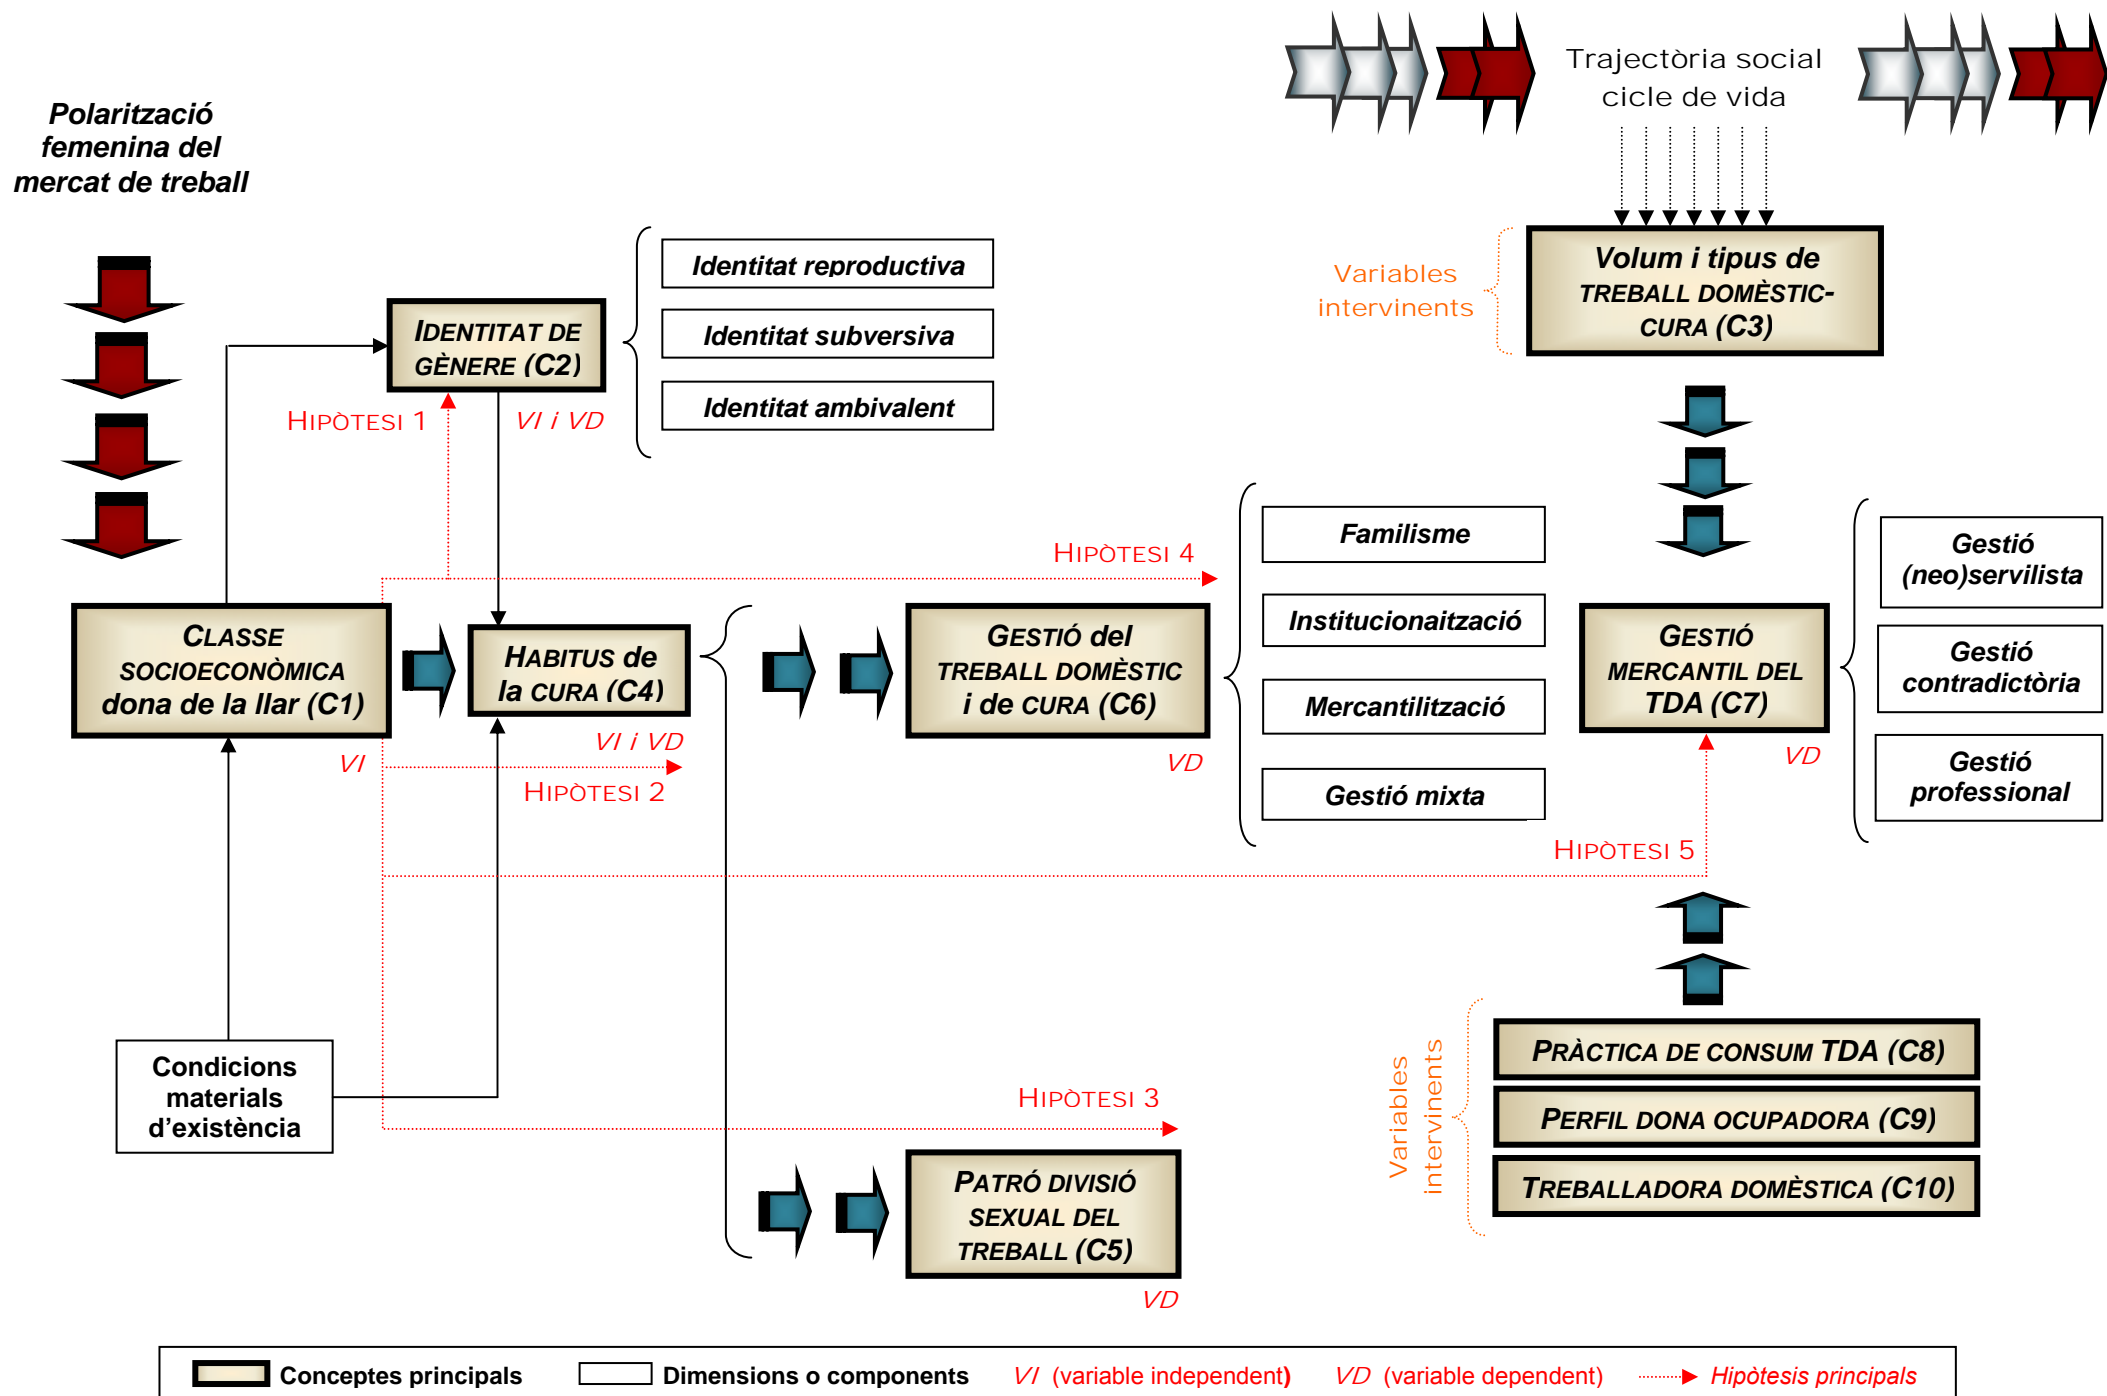 Trajectòria social
cicle de vida
Polarització
femenina del
mercat de treball
Identitat reproductiva
Identitat subversiva
Identitat ambivalent
IDENTITAT DE
GÈNERE (C2)
HIPÒTESI 1
VI i VD
Variables
intervinents
Volum i tipus de
TREBALL DOMÈSTIC-
CURA (C3)
HIPÒTESI 4
Familisme
Institucionaització
Mercantilització
Gestió mixta
Gestió
(neo)servilista
Gestió
contradictòria
Gestió
professional
CLASSE
SOCIOECONÒMICA
dona de la llar (C1)
VI
HABITUS de
la CURA (C4)
VI i VD
HIPÒTESI 2
GESTIÓ del
TREBALL DOMÈSTIC
i de CURA (C6)
VD
GESTIÓ
MERCANTIL DEL
TDA (C7)
VD
HIPÒTESI 5
Condicions
materials
d’existència
HIPÒTESI 3
PATRÓ DIVISIÓ
SEXUAL DEL
TREBALL (C5)
VD
Variables
intervinents
PRÀCTICA DE CONSUM TDA (C8)
PERFIL DONA OCUPADORA (C9)
TREBALLADORA DOMÈSTICA (C10)
Conceptes principals Dimensions o components VI (variable independent) VD (variable dependent) Hipòtesis principals